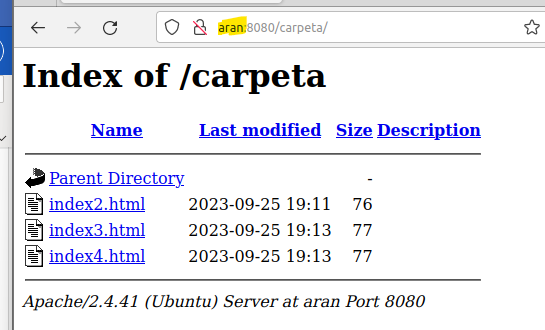 aran:8080/carpeta/
Index of /carpeta
Name Last modified Size Description
Parent Directory -
index2.html 2023-09-25 19:11 76
index3.html 2023-09-25 19:13 77
index4.html 2023-09-25 19:13 77
Apache/2.4.41 (Ubuntu) Server at aran Port 8080